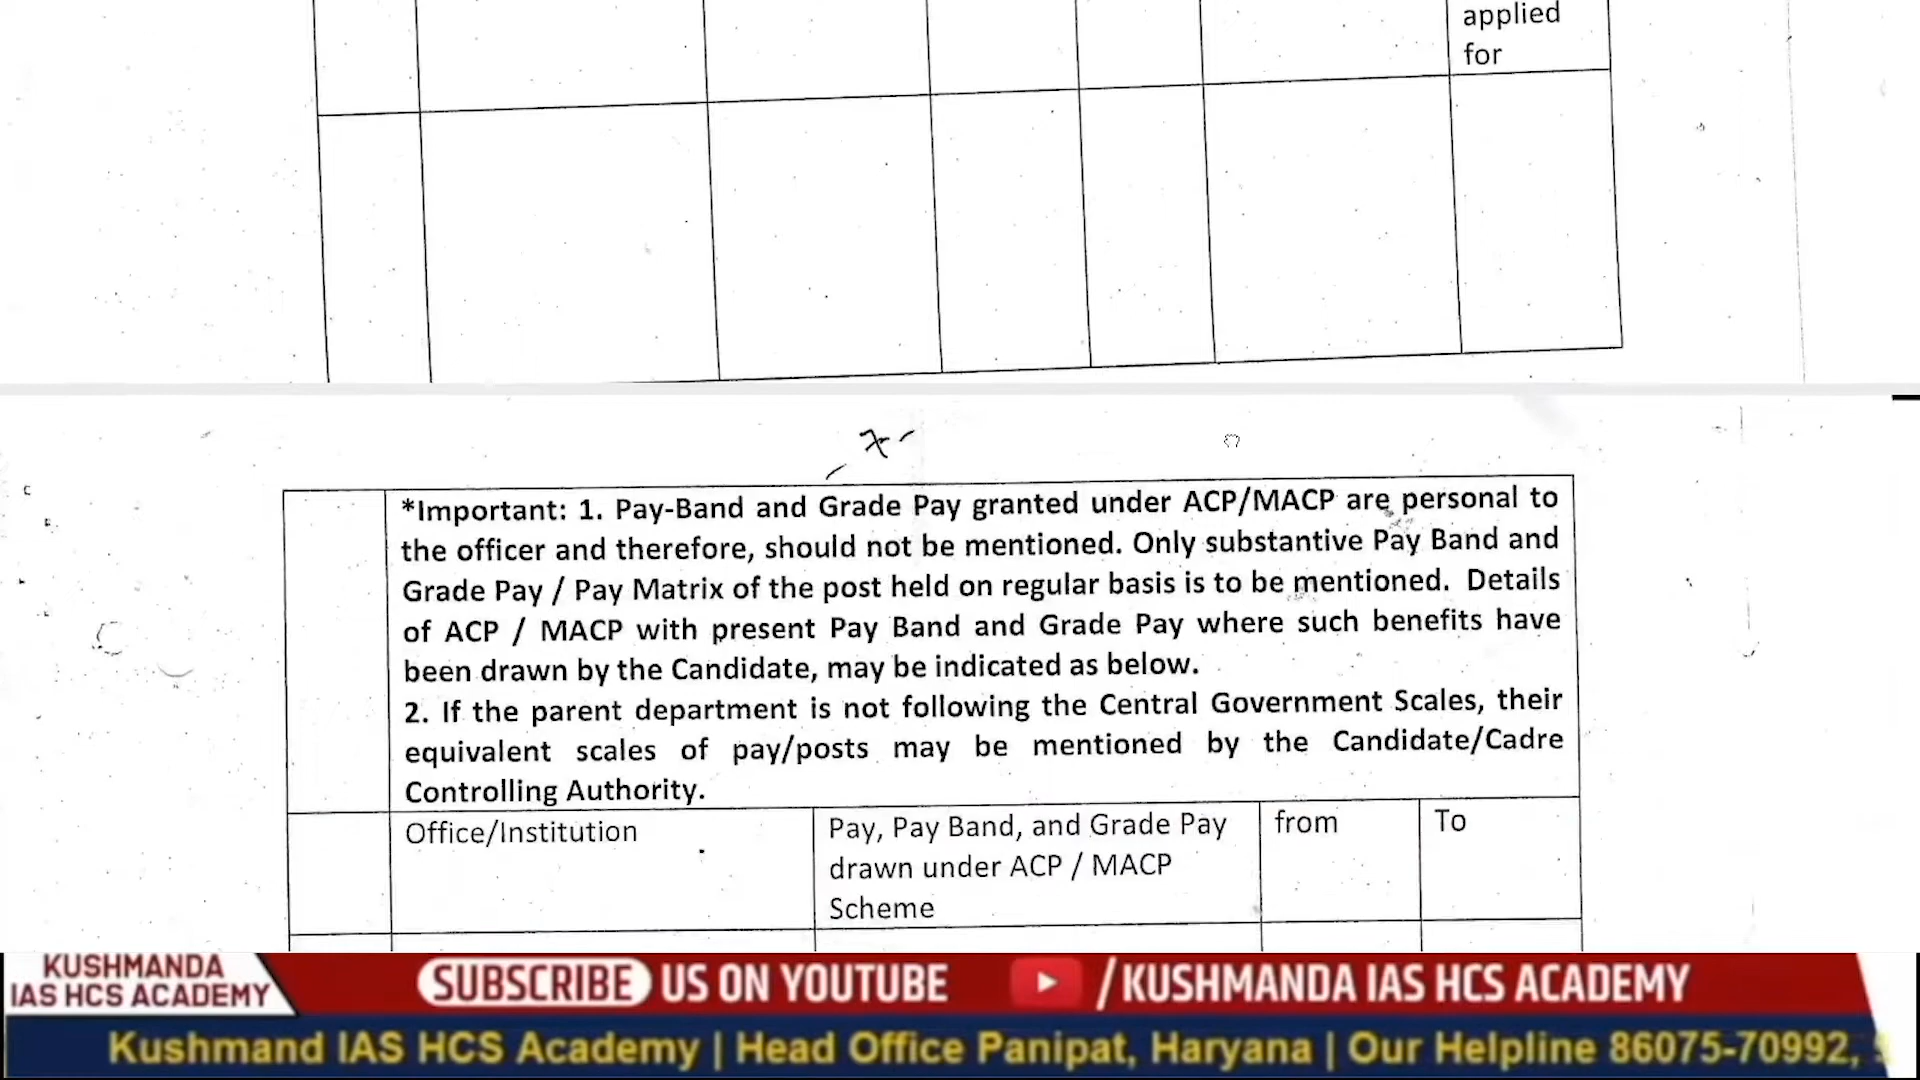 applied
for
-7-
*Important: 1. Pay-Band and Grade Pay granted under ACP/MACP are personal to
the officer and therefore, should not be mentioned. Only substantive Pay Band and
Grade Pay / Pay Matrix of the post held on regular basis is to be mentioned. Details
of ACP / MACP with present Pay Band and Grade Pay where such benefits have
been drawn by the Candidate, may be indicated as below.
2. If the parent department is not following the Central Government Scales, their
equivalent scales of pay/posts may be mentioned by the Candidate/Cadre
Controlling Authority.
Office/Institution
Pay, Pay Band, and Grade Pay
drawn under ACP / MACP
Scheme
from
To
KUSHMANDA
IAS HCS ACADEMY
SUBSCRIBE US ON YOUTUBE
/KUSHMANDA IAS HCS ACADEMY
Kushmand IAS HCS Academy | Head Office Panipat, Haryana | Our Helpline 86075-70992,